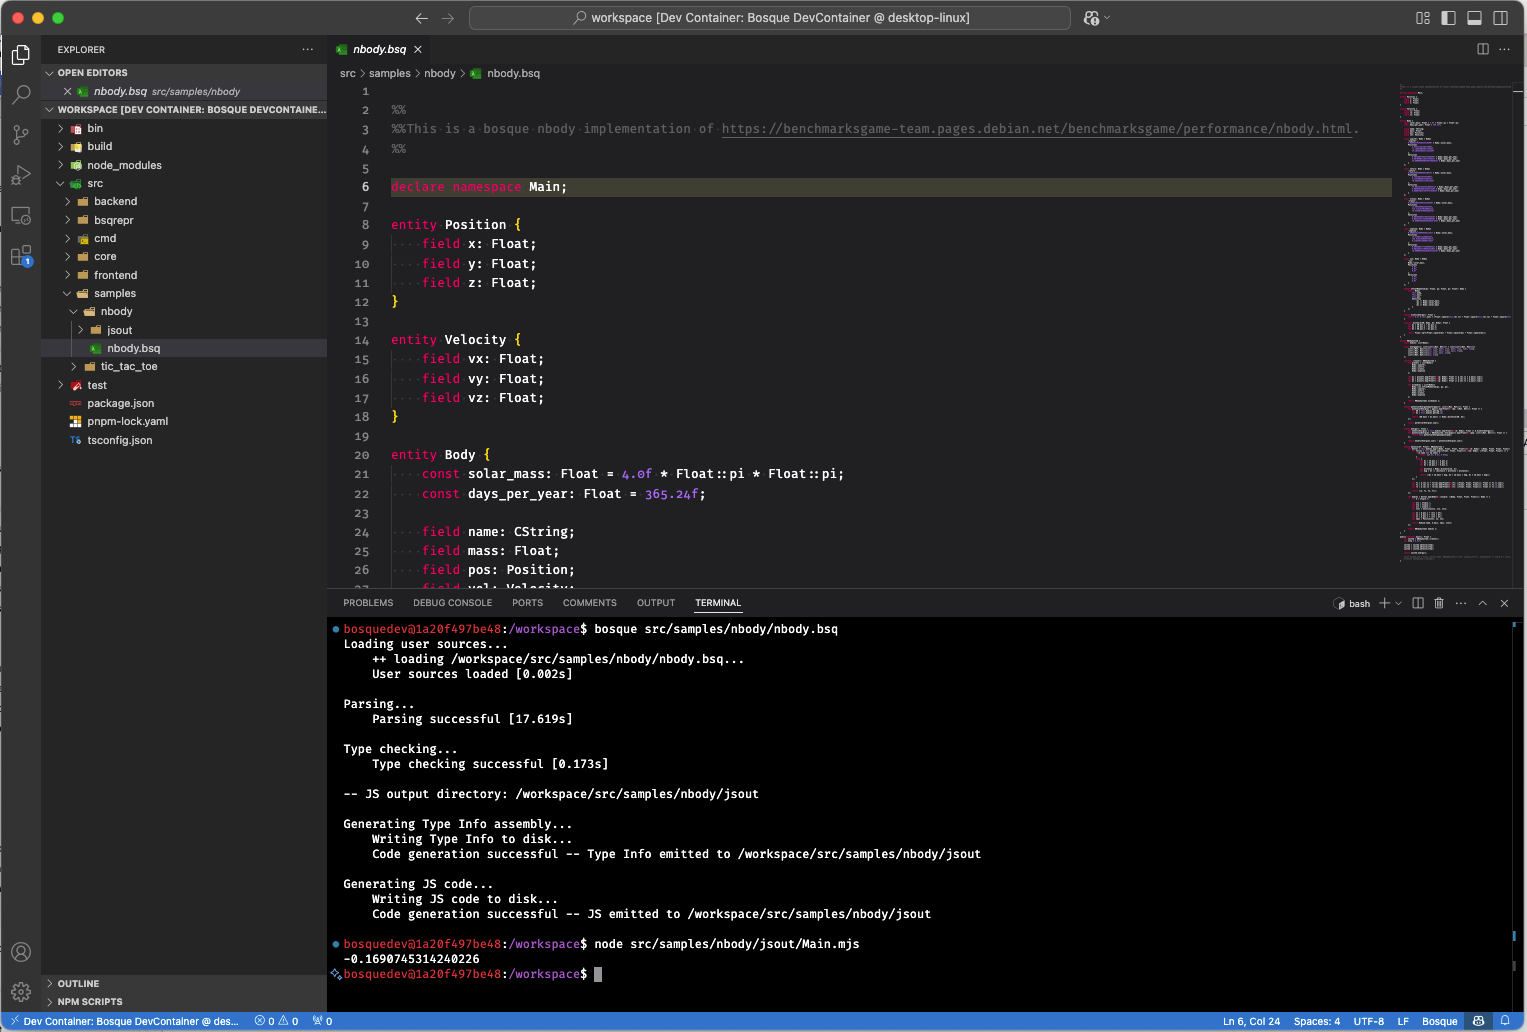 workspace [Dev Container: Bosque DevContainer @ desktop-linux]
EXPLORER
OPEN EDITORS
nbody.bsq src/samples/nbody
WORKSPACE [DEV CONTAINER: BOSQUE DEVCONTAINE...
bin
build
node_modules
src
backend
bsqrepr
cmd
core
frontend
samples
nbody
jsout
nbody.bsq
tic_tac_toe
test
package.json
pnpm-lock.yaml
TS tsconfig.json
OUTLINE
NPM SCRIPTS
nbody.bsq
src > samples > nbody > nbody.bsq
1
2 %%
3 %%This is a bosque nbody implementation of https://benchmarksgame-team.pages.debian.net/benchmarksgame/performance/nbody.html.
4 %%
5
6 declare namespace Main;
7
8 entity Position {
9 field x: Float;
10 field y: Float;
11 field z: Float;
12 }
13
14 entity Velocity {
15 field vx: Float;
16 field vy: Float;
17 field vz: Float;
18 }
19
20 entity Body {
21 const solar_mass: Float = 4.0f * Float::pi * Float::pi;
22 const days_per_year: Float = 365.24f;
23
24 field name: CString;
25 field mass: Float;
26 field pos: Position;
27 field vel: Velocity;
PROBLEMS DEBUG CONSOLE PORTS COMMENTS OUTPUT TERMINAL
bash
bosquedev@1a20f497be48:/workspace$ bosque src/samples/nbody/nbody.bsq
Loading user sources...
++ loading /workspace/src/samples/nbody/nbody.bsq...
User sources loaded [0.002s]
Parsing...
Parsing successful [17.619s]
Type checking...
Type checking successful [0.173s]
-- JS output directory: /workspace/src/samples/nbody/jsout
Generating Type Info assembly...
Writing Type Info to disk...
Code generation successful -- Type Info emitted to /workspace/src/samples/nbody/jsout
Generating JS code...
Writing JS code to disk...
Code generation successful -- JS emitted to /workspace/src/samples/nbody/jsout
bosquedev@1a20f497be48:/workspace$ node src/samples/nbody/jsout/Main.mjs
-0.1690745314240226
bosquedev@1a20f497be48:/workspace$
1
Dev Container: Bosque DevContainer @ des... 0 0 0 Ln 6, Col 24 Spaces: 4 UTF-8 LF Bosque